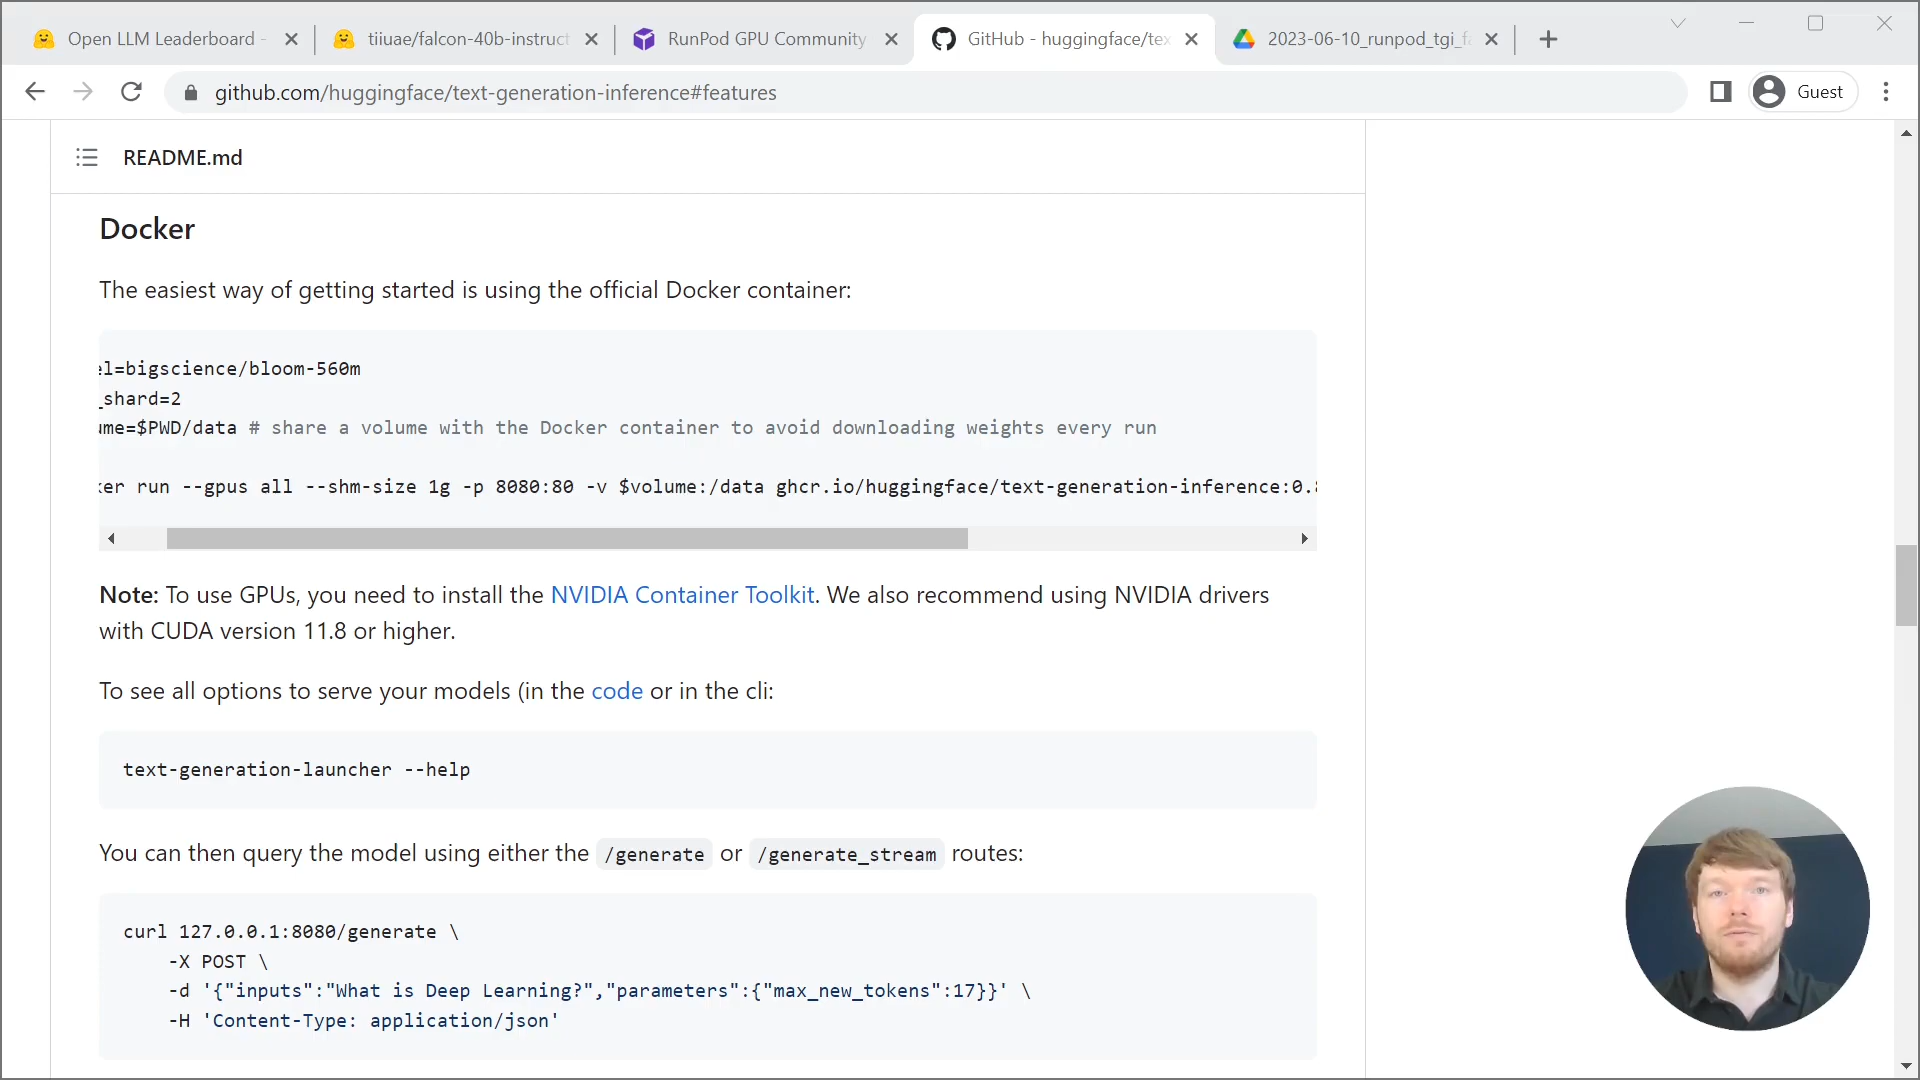 Open LLM Leaderboard -
tiiuae/falcon-40b-instruct
RunPod GPU Community
GitHub - huggingface/tex
2023-06-10_runpod_tgi_fa
github.com/huggingface/text-generation-inference#features
Guest
README.md
Docker
The easiest way of getting started is using the official Docker container:
el=bigscience/bloom-560m
_shard=2
ume=$PWD/data # share a volume with the Docker container to avoid downloading weights every run
ker run --gpus all --shm-size 1g -p 8080:80 -v $volume:/data ghcr.io/huggingface/text-generation-inference:0.8
Note: To use GPUs, you need to install the NVIDIA Container Toolkit. We also recommend using NVIDIA drivers
with CUDA version 11.8 or higher.
To see all options to serve your models (in the code or in the cli:
text-generation-launcher --help
You can then query the model using either the /generate or /generate_stream routes:
curl 127.0.0.1:8080/generate \
-X POST \
-d '{"inputs":"What is Deep Learning?","parameters":{"max_new_tokens":17}}' \
-H 'Content-Type: application/json'